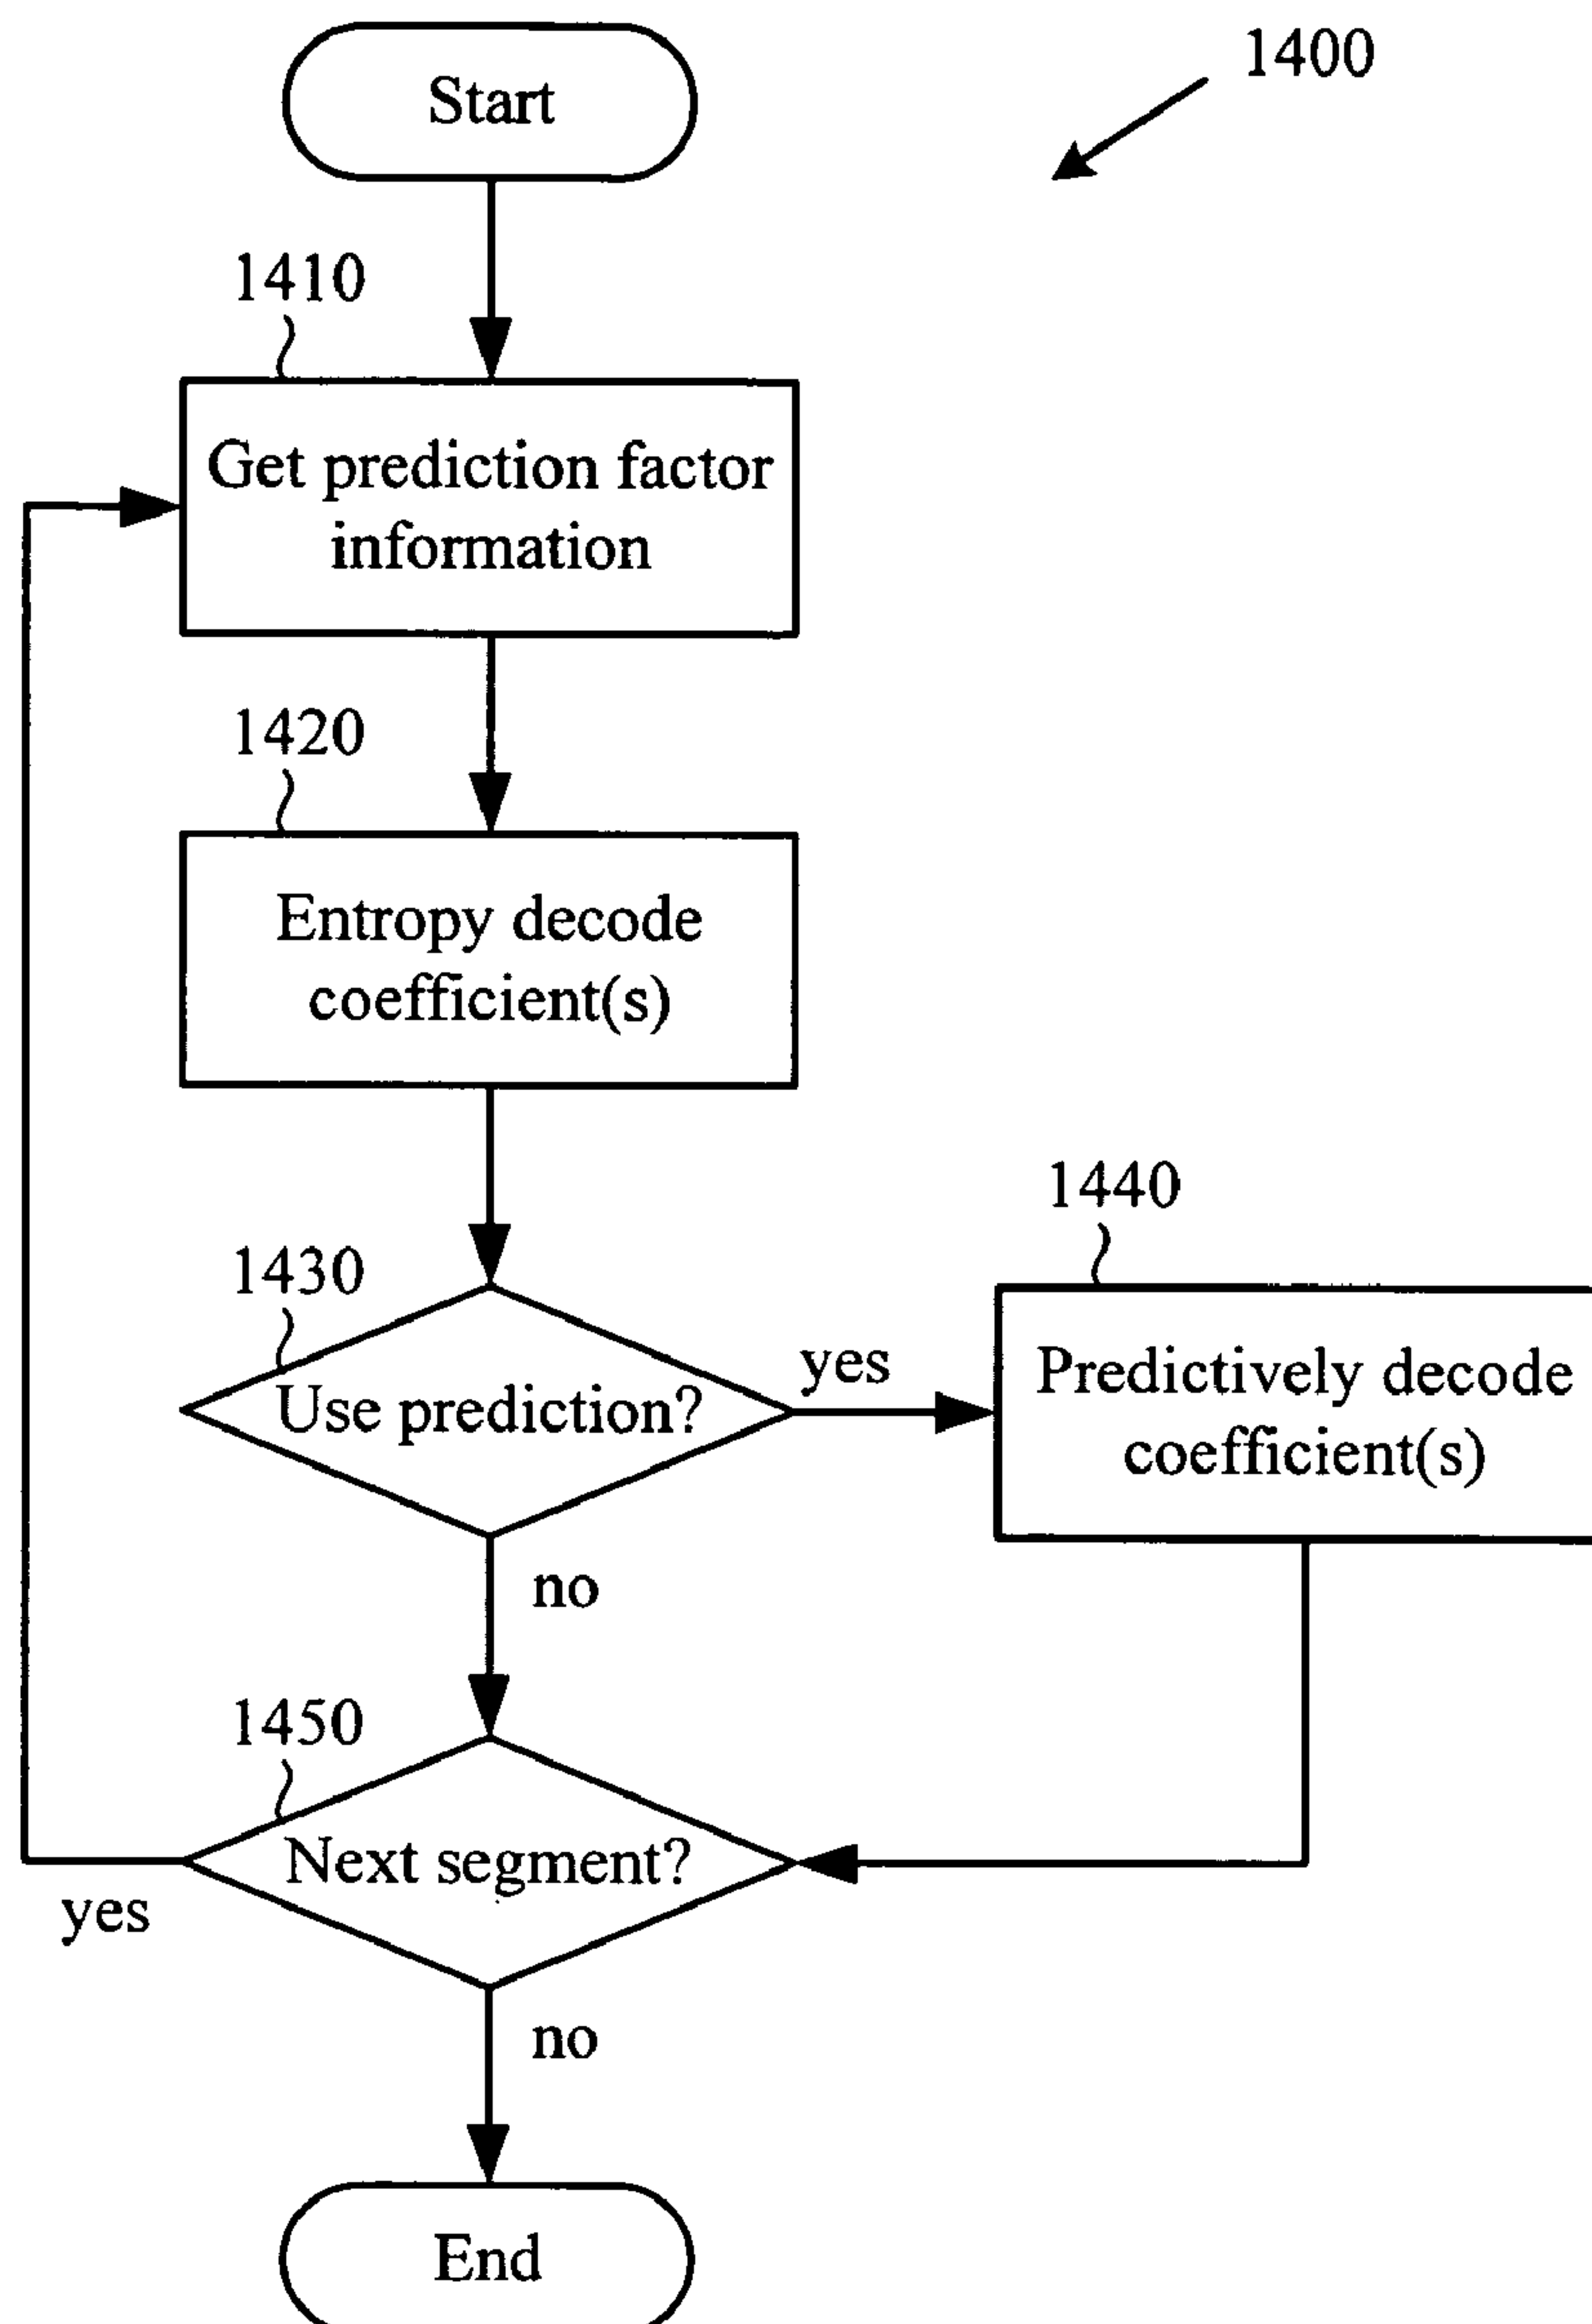 Start
1400
1410
Get prediction factor
information
1420
Entropy decode
coefficient(s)
1430
Use prediction?
yes
1440
Predictively decode
coefficient(s)
no
1450
Next segment?
yes
no
End